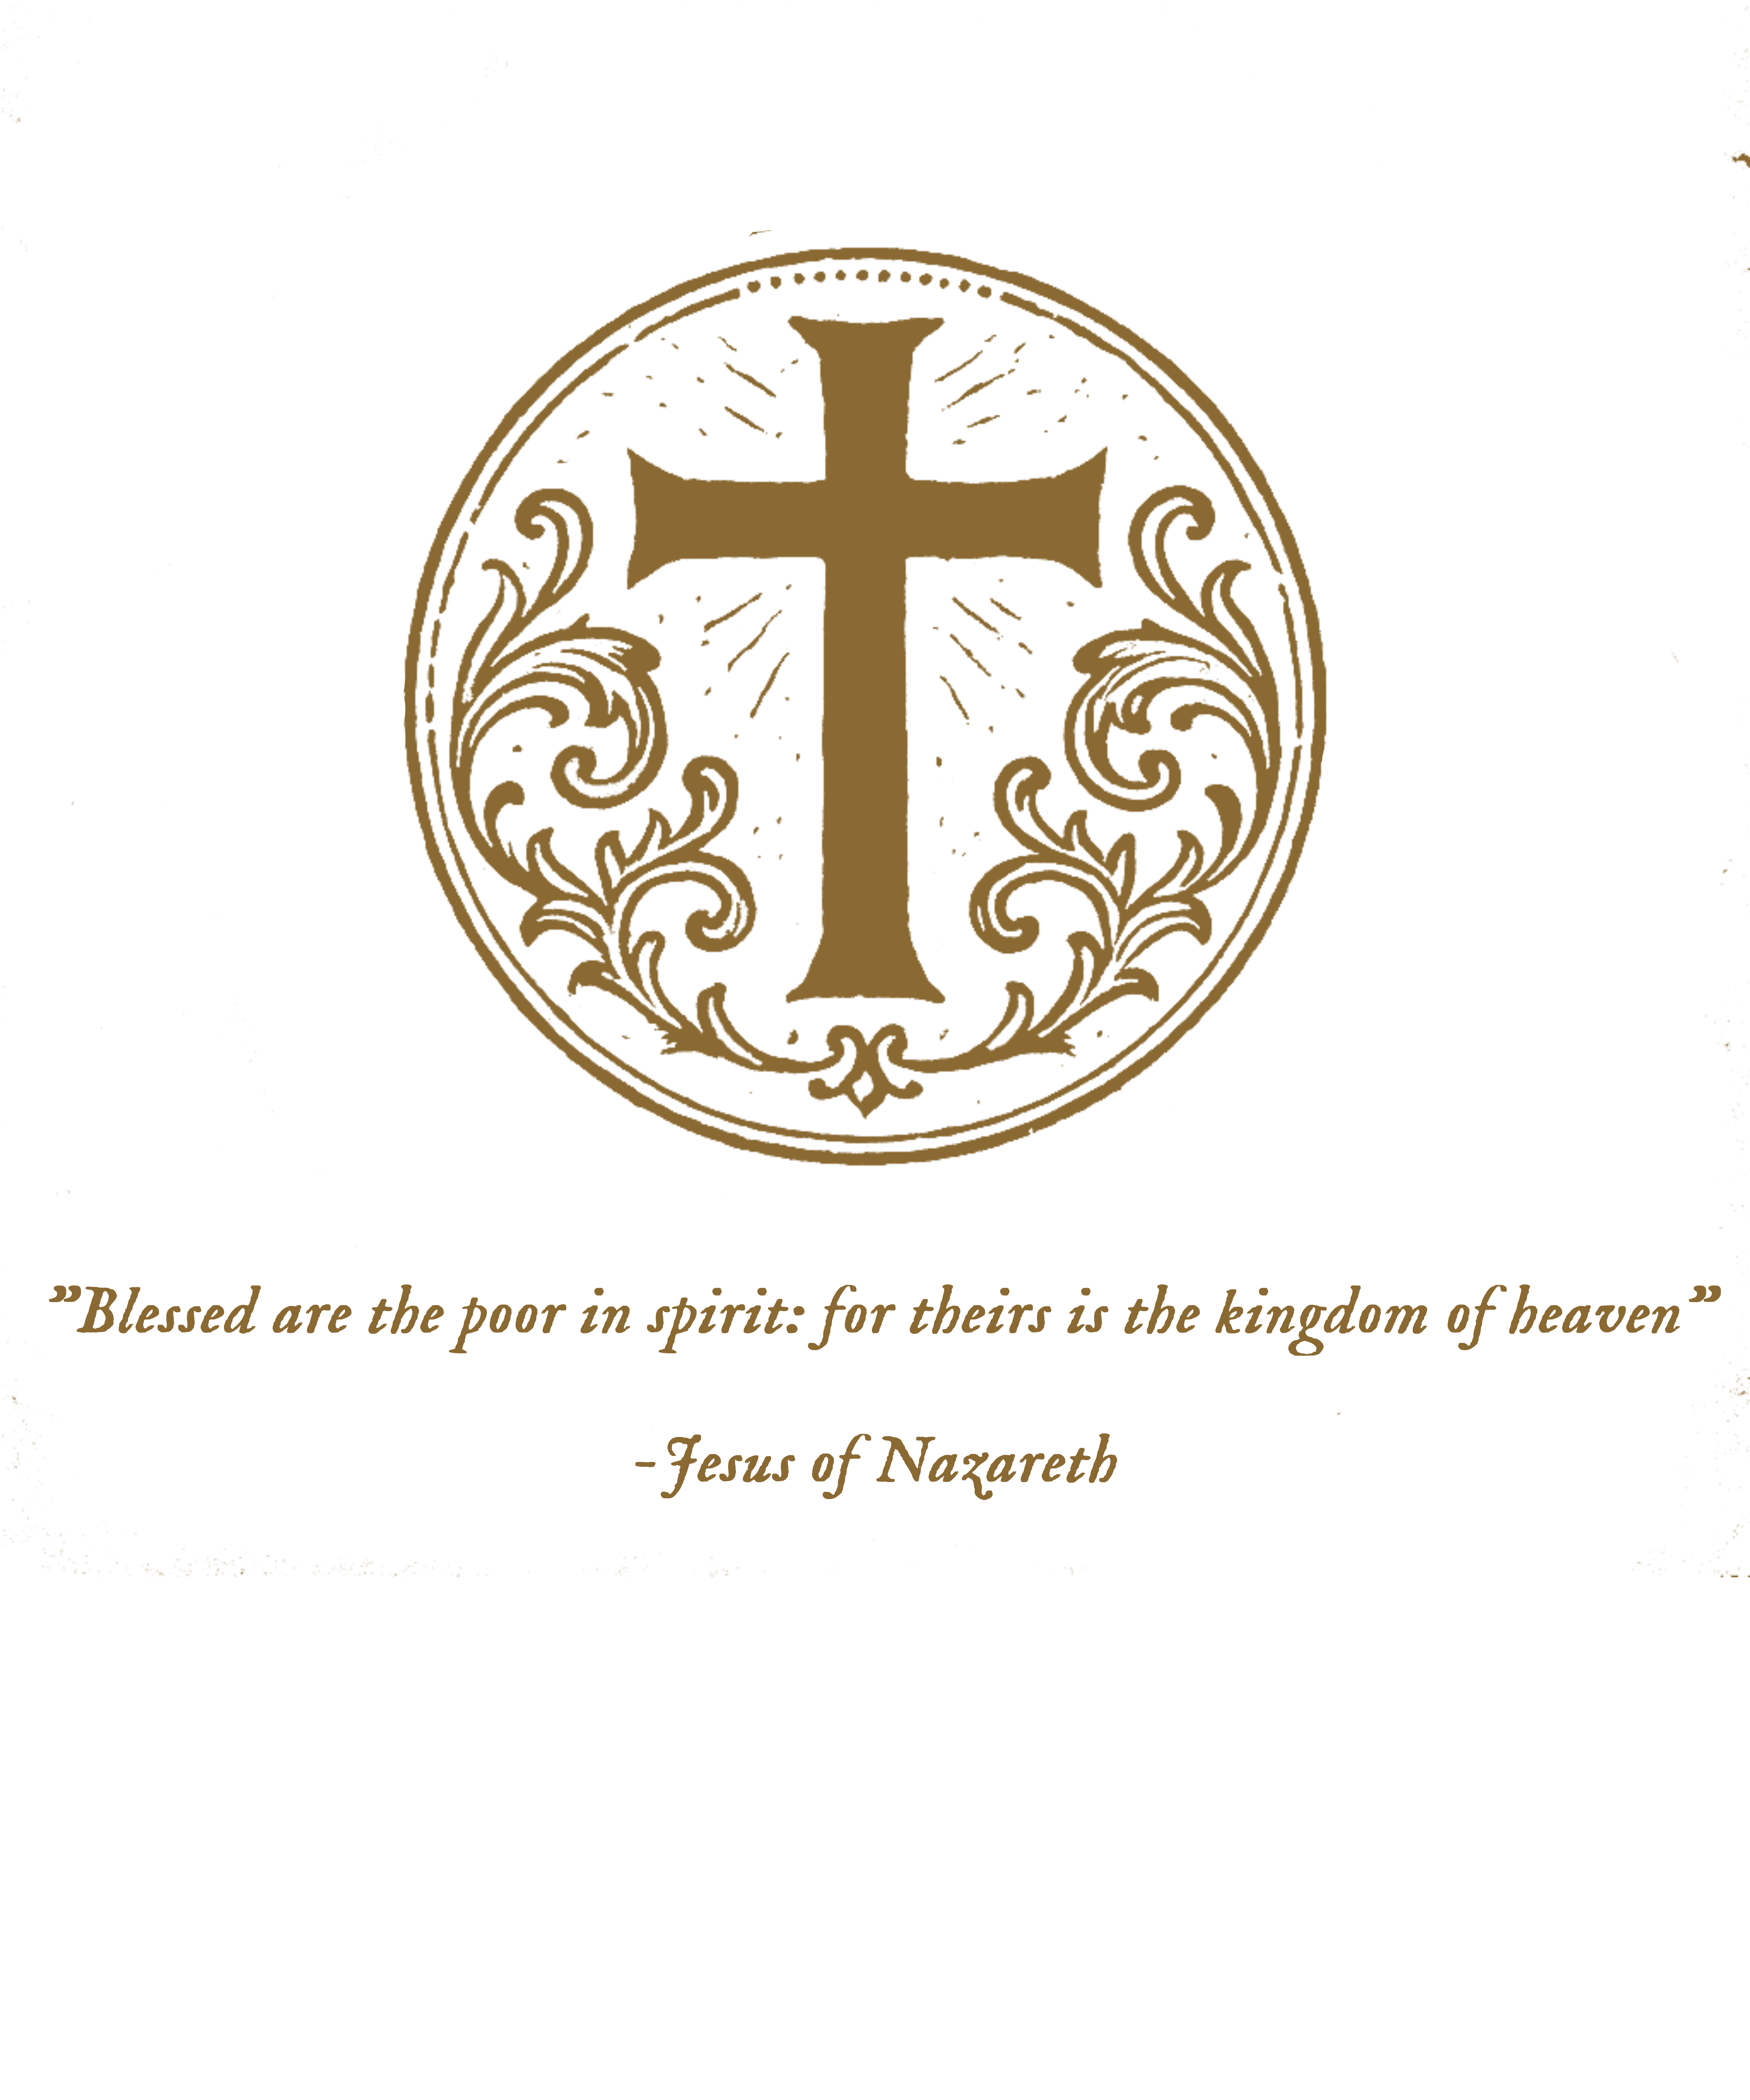 ”Blessed are the poor in spirit: for theirs is the kingdom of heaven”
-Jesus of Nazareth